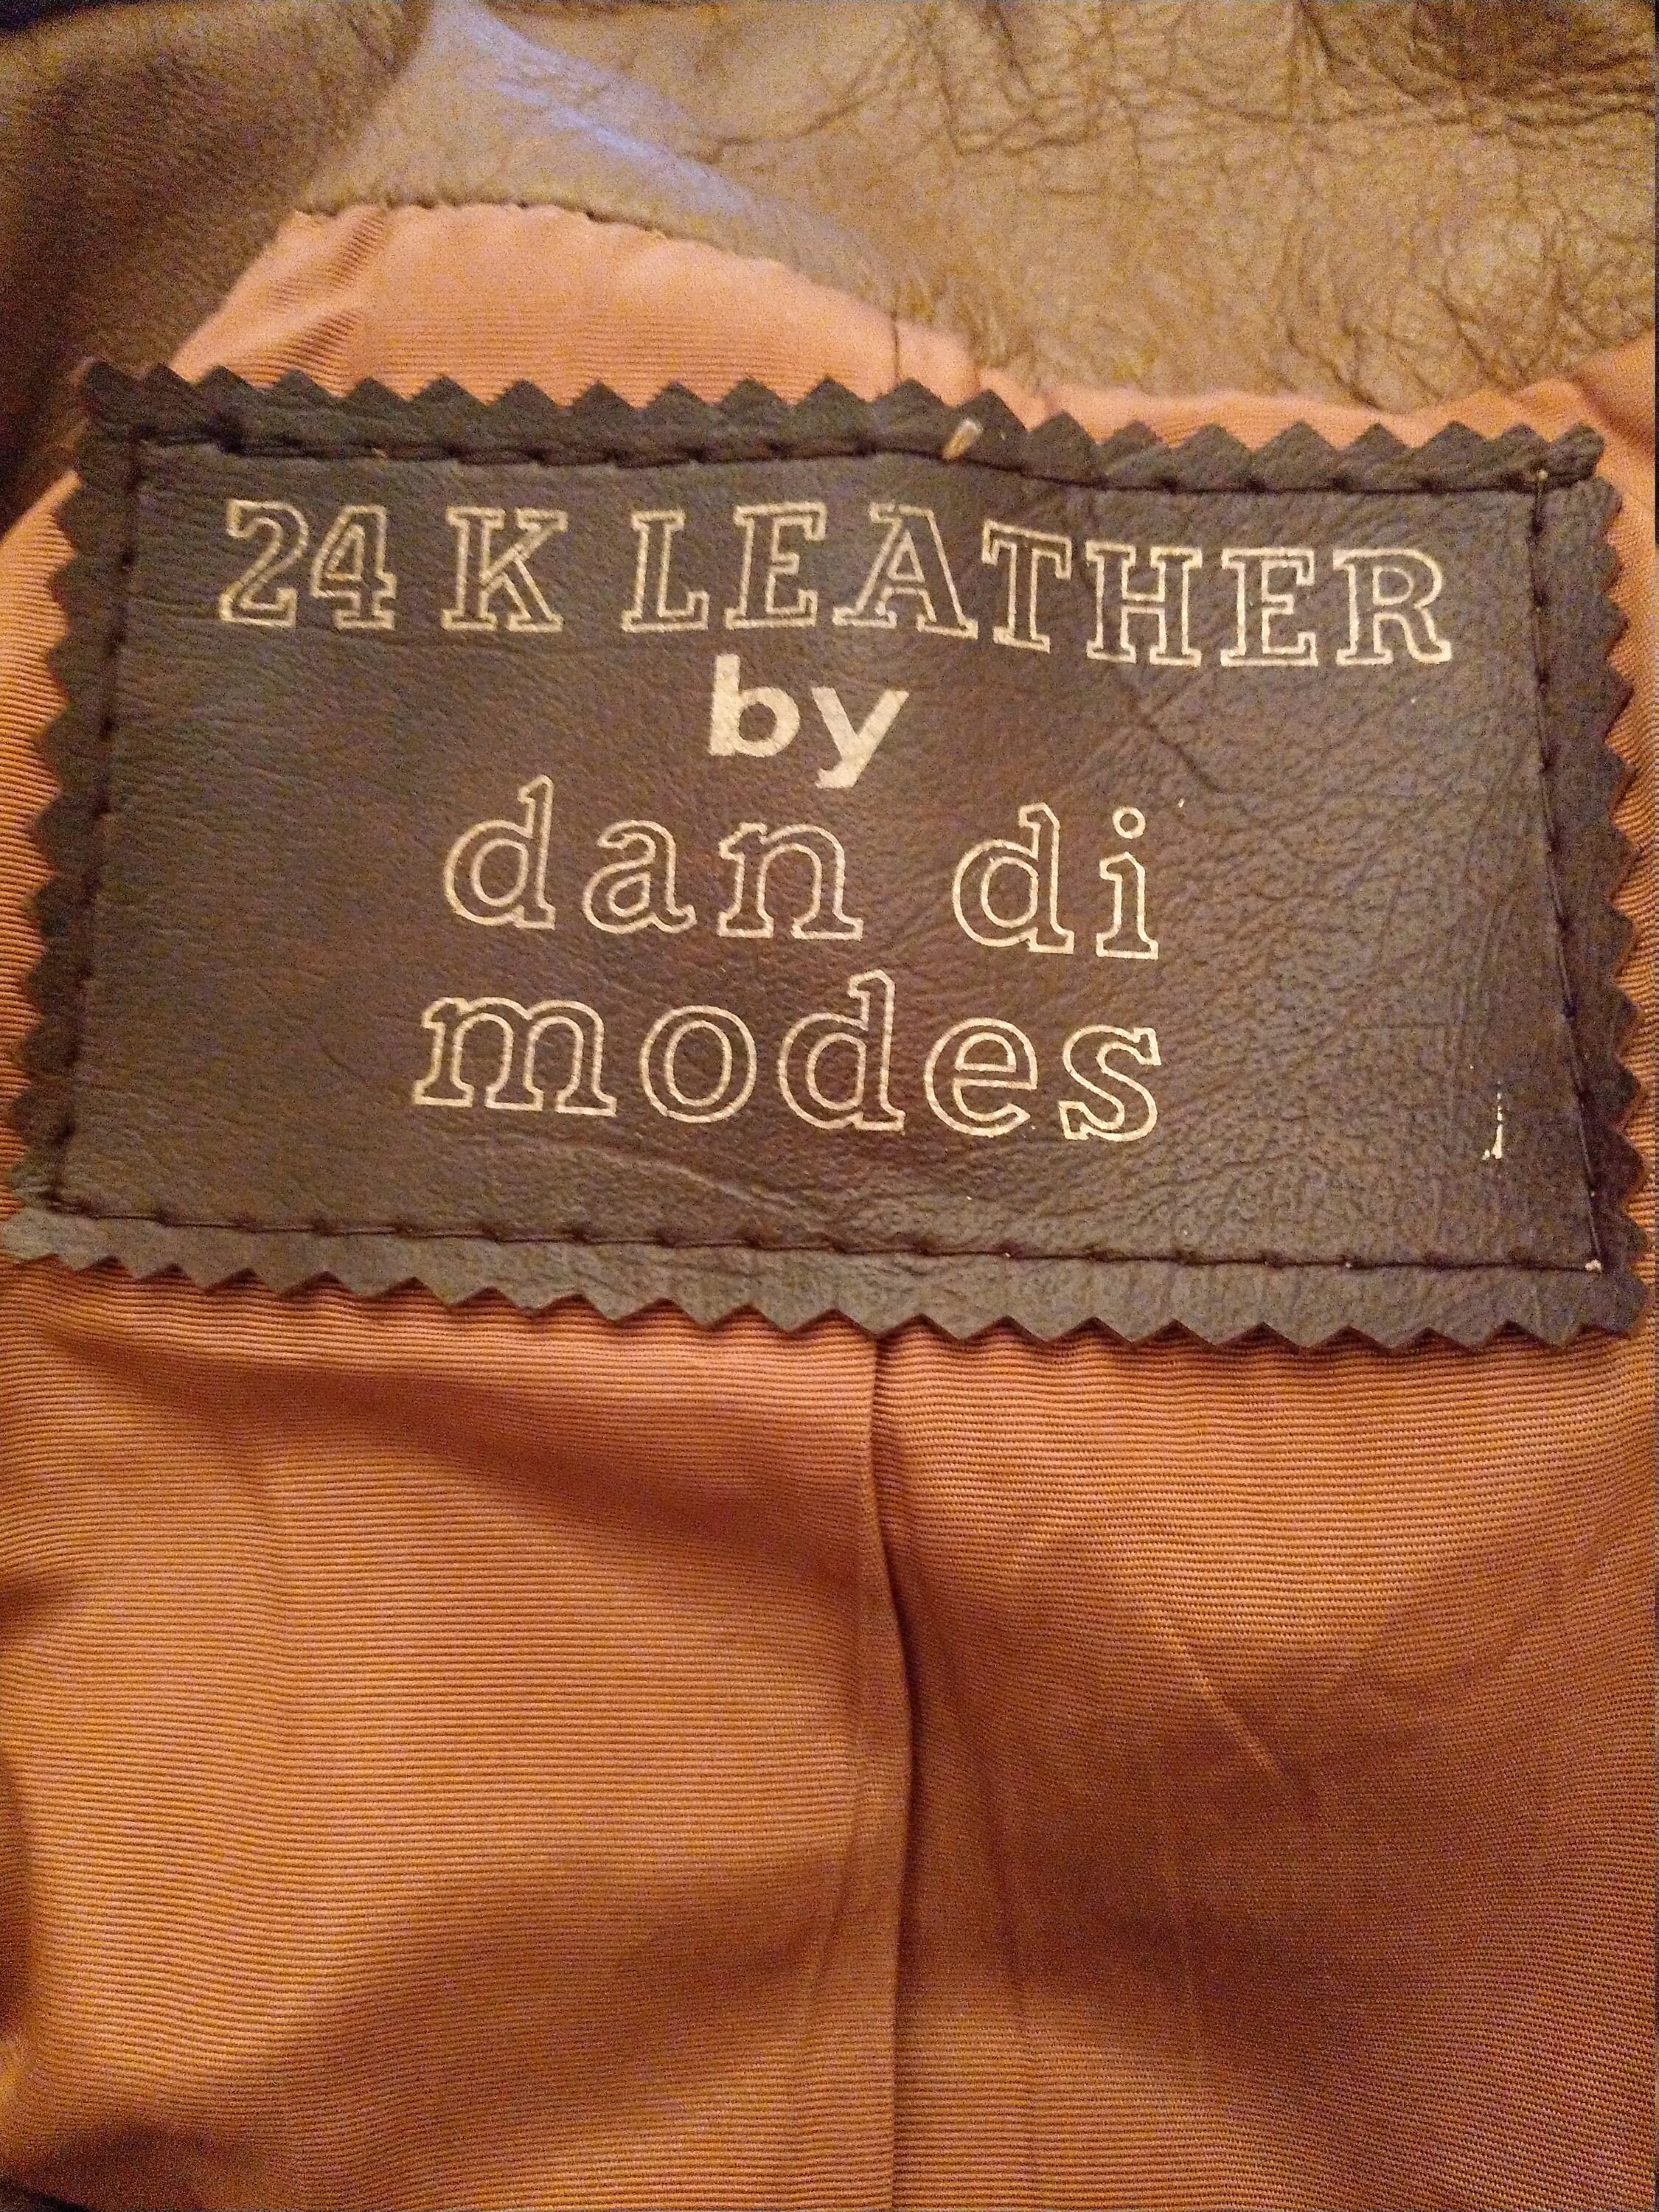 24 K LEATHER
by
dan di
modes